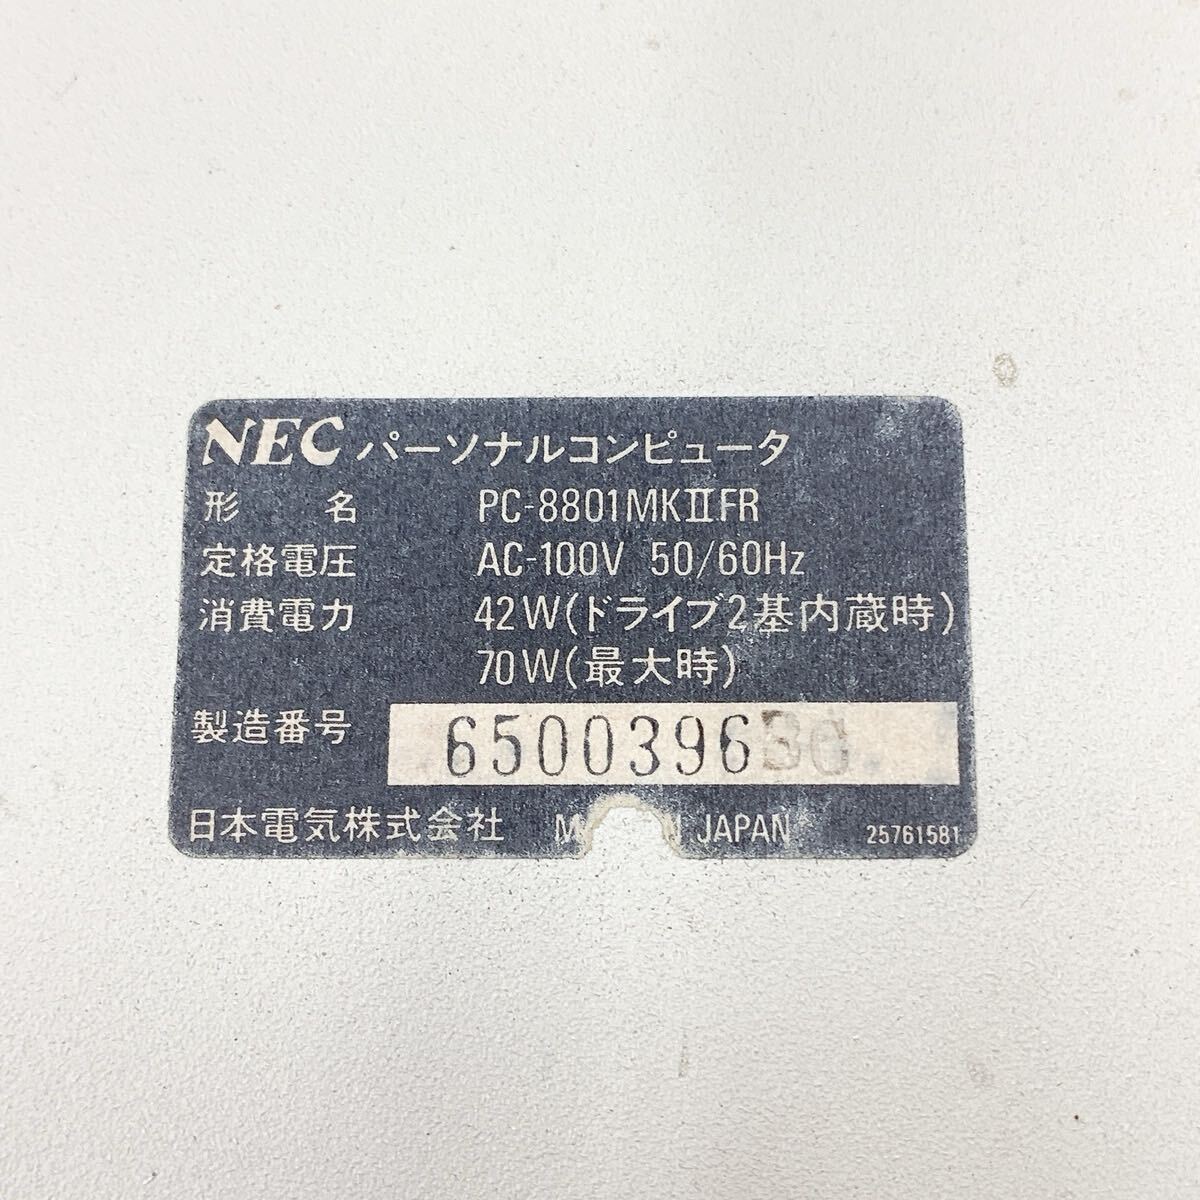 NEC パーソナルコンピュータ
形名 PC-8801MKⅡFR
定格電圧 AC-100V 50/60Hz
消費電力 42W(ドライブ2基内蔵時)
70W(最大時)
製造番号 65003963G
日本電気株式会社 JAPAN 25761581